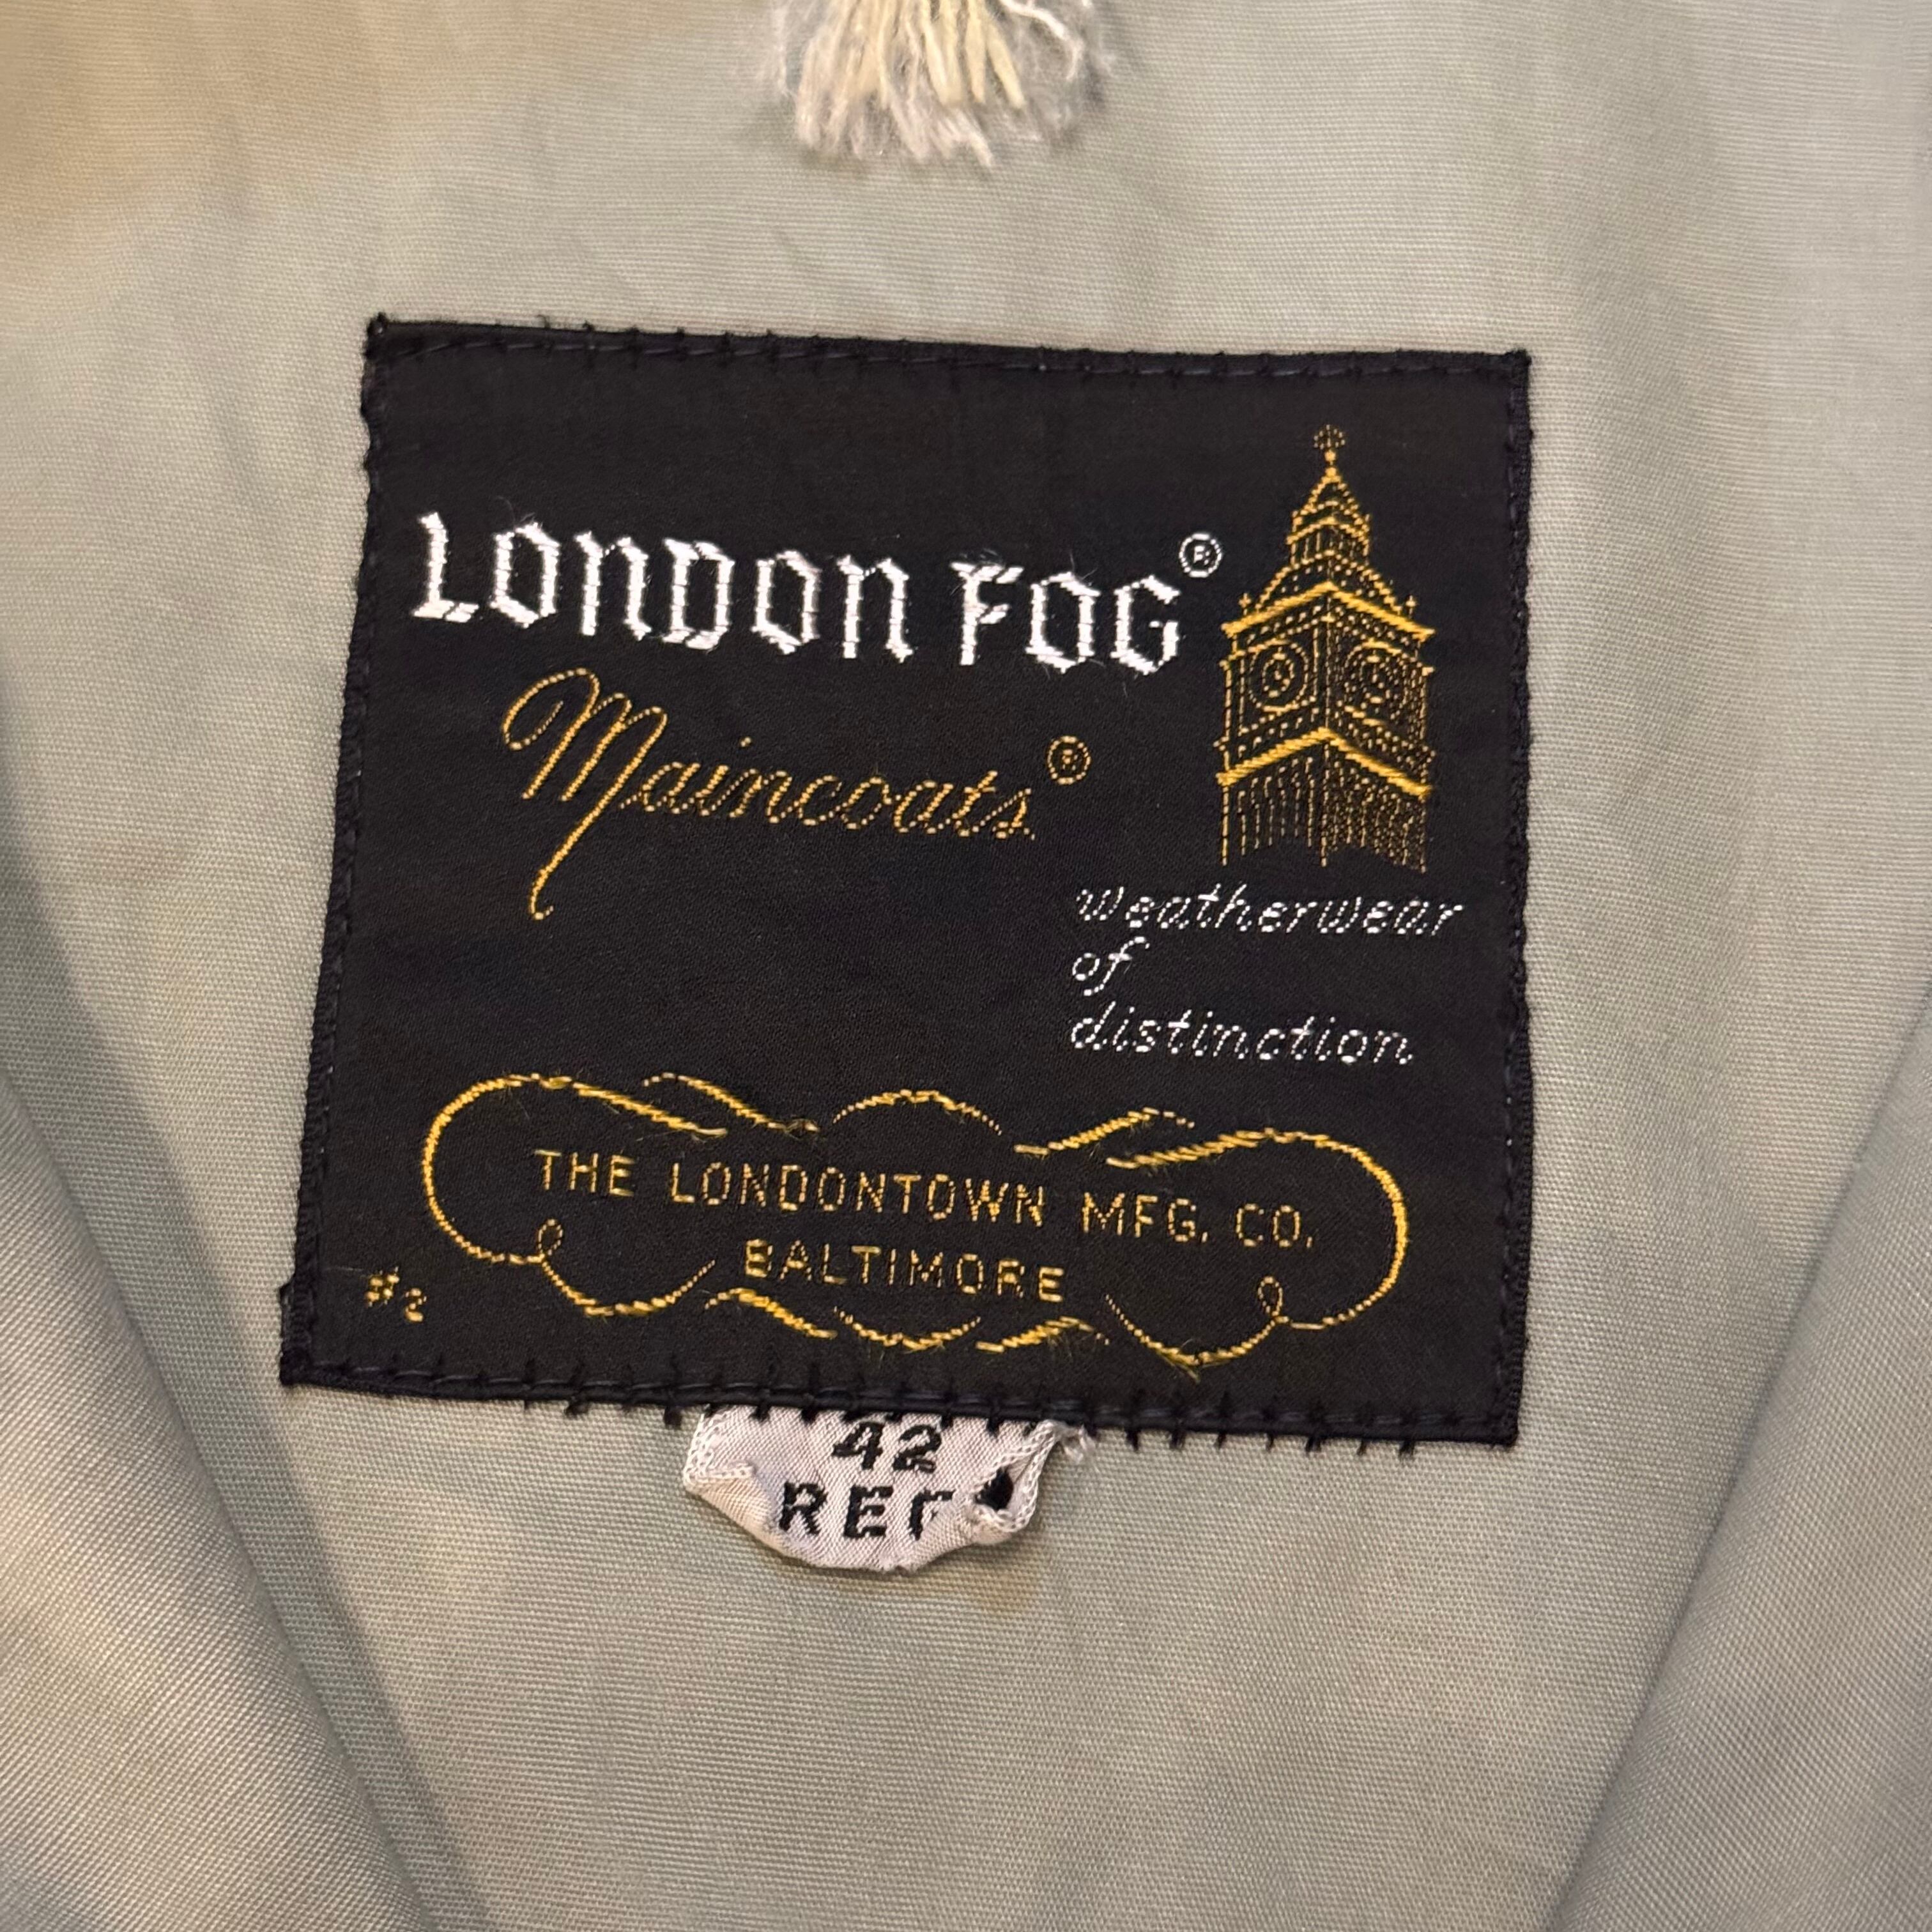 LONDON FOG®
Maincoats®
weatherwear
of
distinction
THE LONDONTOWN MFG. CO.
BALTIMORE
#2
42
REG